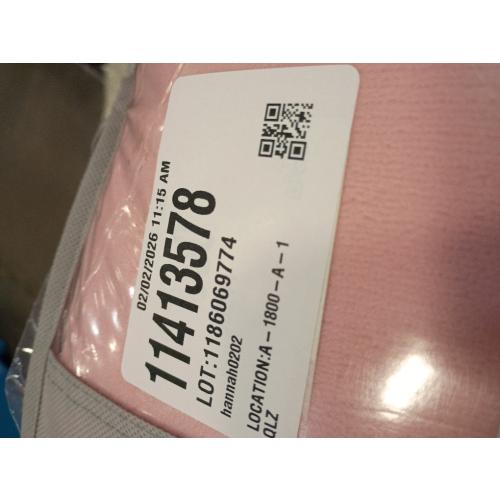 02/02/2026 11:15 AM
11413578
LOT:1186069774
hannah0202
LOCATION:A-1800-A-1
QLZ